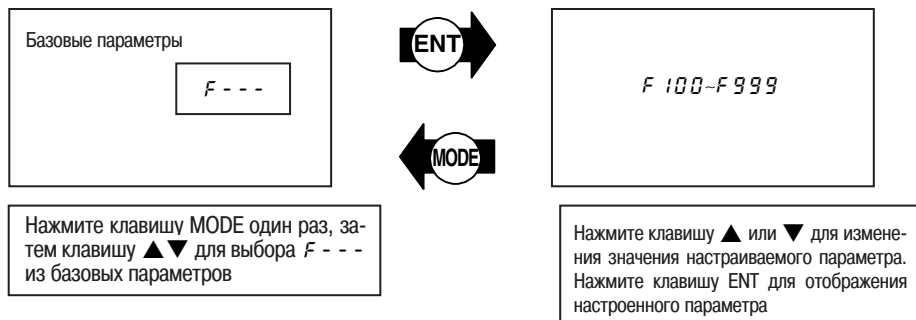 Базовые параметры
F - - -
ENT
MODE
F 100~F 999
Нажмите клавишу MODE один раз, за-
тем клавишу ▲▼ для выбора F - - -
из базовых параметров
Нажмите клавишу ▲ или ▼ для измене-
ния значения настраиваемого параметра.
Нажмите клавишу ENT для отображения
настроенного параметра